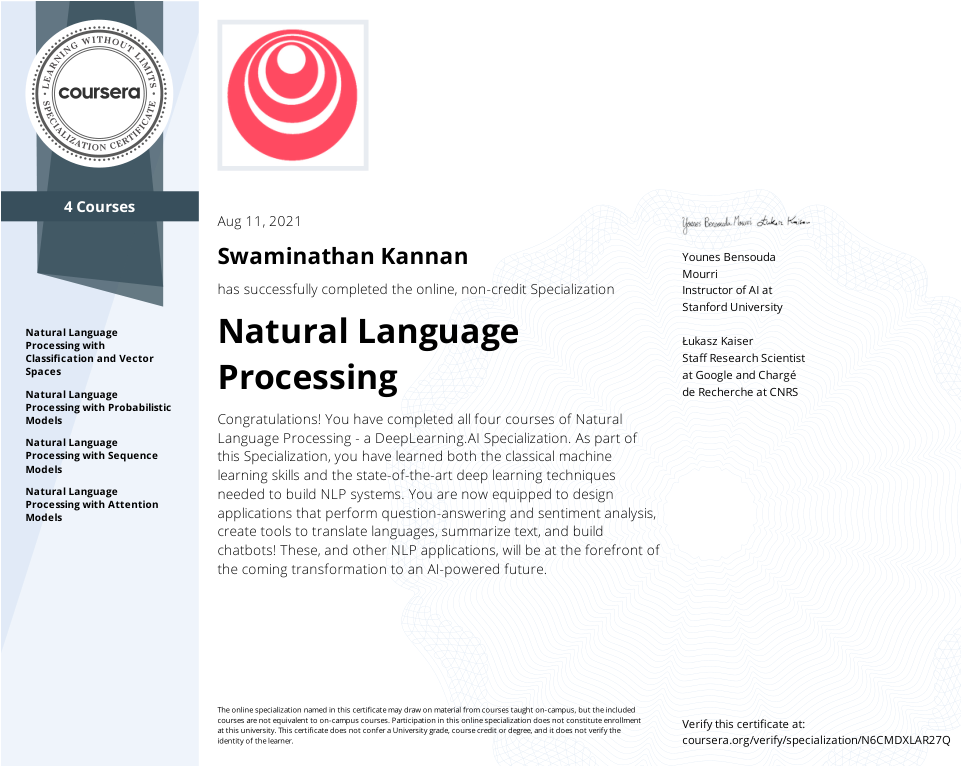 LEARNING WITHOUT LIMITS
coursera
SPECIALIZATION CERTIFICATE
4 Courses
Natural Language
Processing with
Classification and Vector
Spaces
Natural Language
Processing with Probabilistic
Models
Natural Language
Processing with Sequence
Models
Natural Language
Processing with Attention
Models
Aug 11, 2021
Swaminathan Kannan
has successfully completed the online, non-credit Specialization
Natural Language
Processing
Congratulations! You have completed all four courses of Natural
Language Processing - a DeepLearning.AI Specialization. As part of
this Specialization, you have learned both the classical machine
learning skills and the state-of-the-art deep learning techniques
needed to build NLP systems. You are now equipped to design
applications that perform question-answering and sentiment analysis,
create tools to translate languages, summarize text, and build
chatbots! These, and other NLP applications, will be at the forefront of
the coming transformation to an AI-powered future.
The online specialization named in this certificate may draw on material from courses taught on-campus, but the included
courses are not equivalent to on-campus courses. Participation in this online specialization does not constitute enrollment
at this university. This certificate does not confer a University grade, course credit or degree, and it does not verify the
identity of the learner.
Younes Bensouda Mourri Łukasz Kaiser
Younes Bensouda
Mourri
Instructor of AI at
Stanford University
Łukasz Kaiser
Staff Research Scientist
at Google and Chargé
de Recherche at CNRS
Verify this certificate at:
coursera.org/verify/specialization/N6CMDXLAR27Q